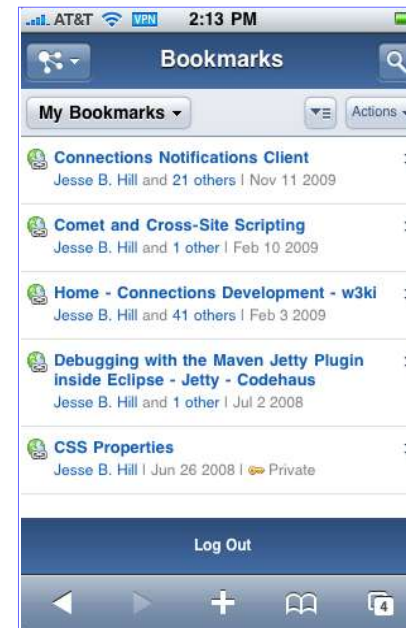 AT&T VPN 2:13 PM
Bookmarks
My Bookmarks Actions
Connections Notifications Client
Jesse B. Hill and 21 others | Nov 11 2009
Comet and Cross-Site Scripting
Jesse B. Hill and 1 other | Feb 10 2009
Home - Connections Development - w3ki
Jesse B. Hill and 41 others | Feb 3 2009
Debugging with the Maven Jetty Plugin
inside Eclipse - Jetty - Codehaus
Jesse B. Hill and 1 other | Jul 2 2008
CSS Properties
Jesse B. Hill | Jun 26 2008 | Private
Log Out
4